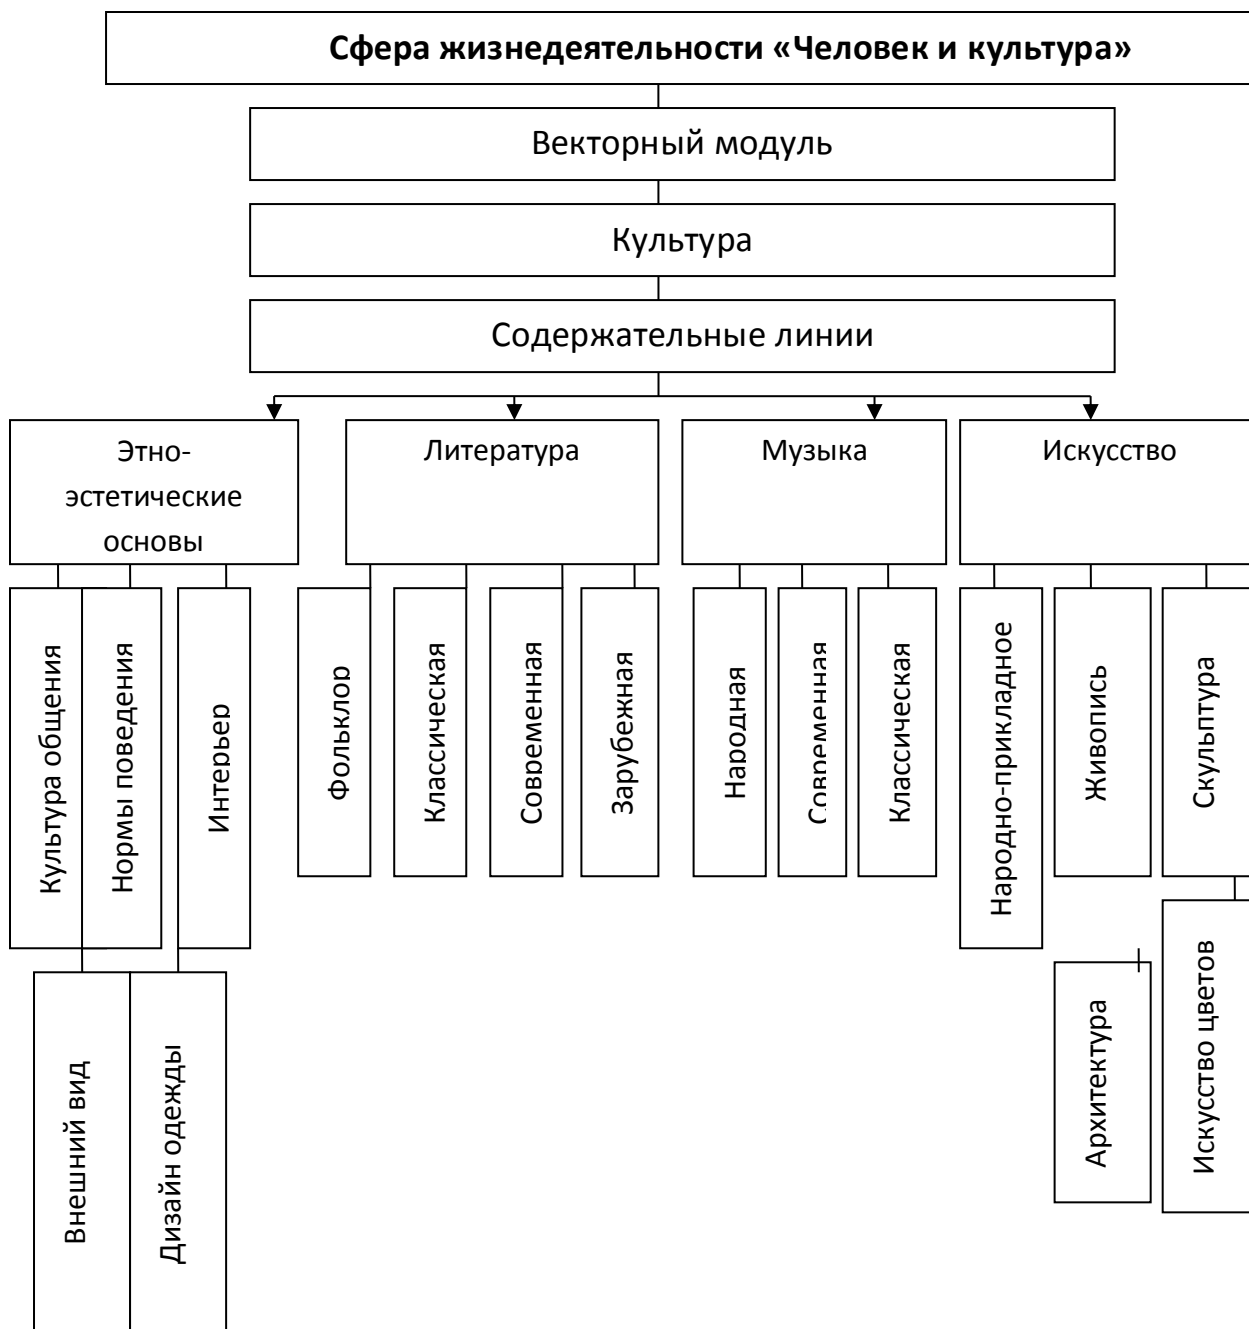 Сфера жизнедеятельности «Человек и культура»
Векторный модуль
Культура
Содержательные линии
Этно-
эстетические
основы
Литература
Музыка
Искусство
Культура общения
Нормы поведения
Интерьер
Фольклор
Классическая
Современная
Зарубежная
Народная
Современная
Классическая
Народно-прикладное
Живопись
Скульптура
Внешний вид
Дизайн одежды
Архитектура
Искусство цветов